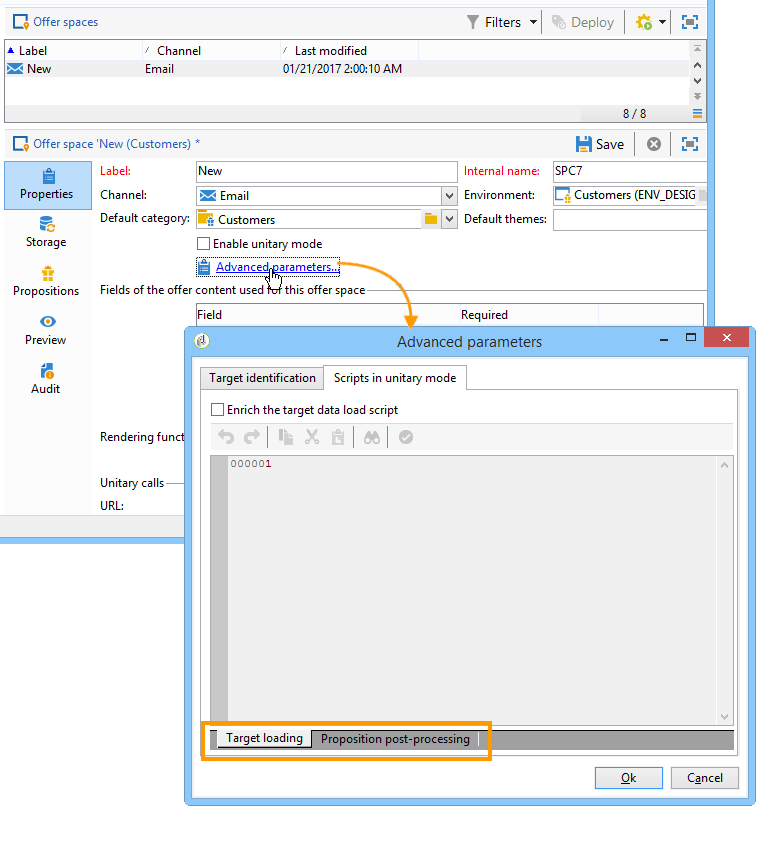 Offer spaces
Filters
Deploy
Label
Channel
Last modified
New
Email
01/21/2017 2:00:10 AM
8 / 8
Offer space 'New (Customers) *
Save
Properties
Storage
Propositions
Preview
Audit
Label:
New
Internal name:
SPC7
Channel:
Email
Environment:
Customers (ENV_DESIG
Default category:
Customers
Default themes:
Enable unitary mode
Advanced parameters...
Fields of the offer content used for this offer space
Field
Required
Rendering funct
Unitary calls
URL:
Advanced parameters
Target identification
Scripts in unitary mode
Enrich the target data load script
000001
Target loading
Proposition post-processing
Ok
Cancel